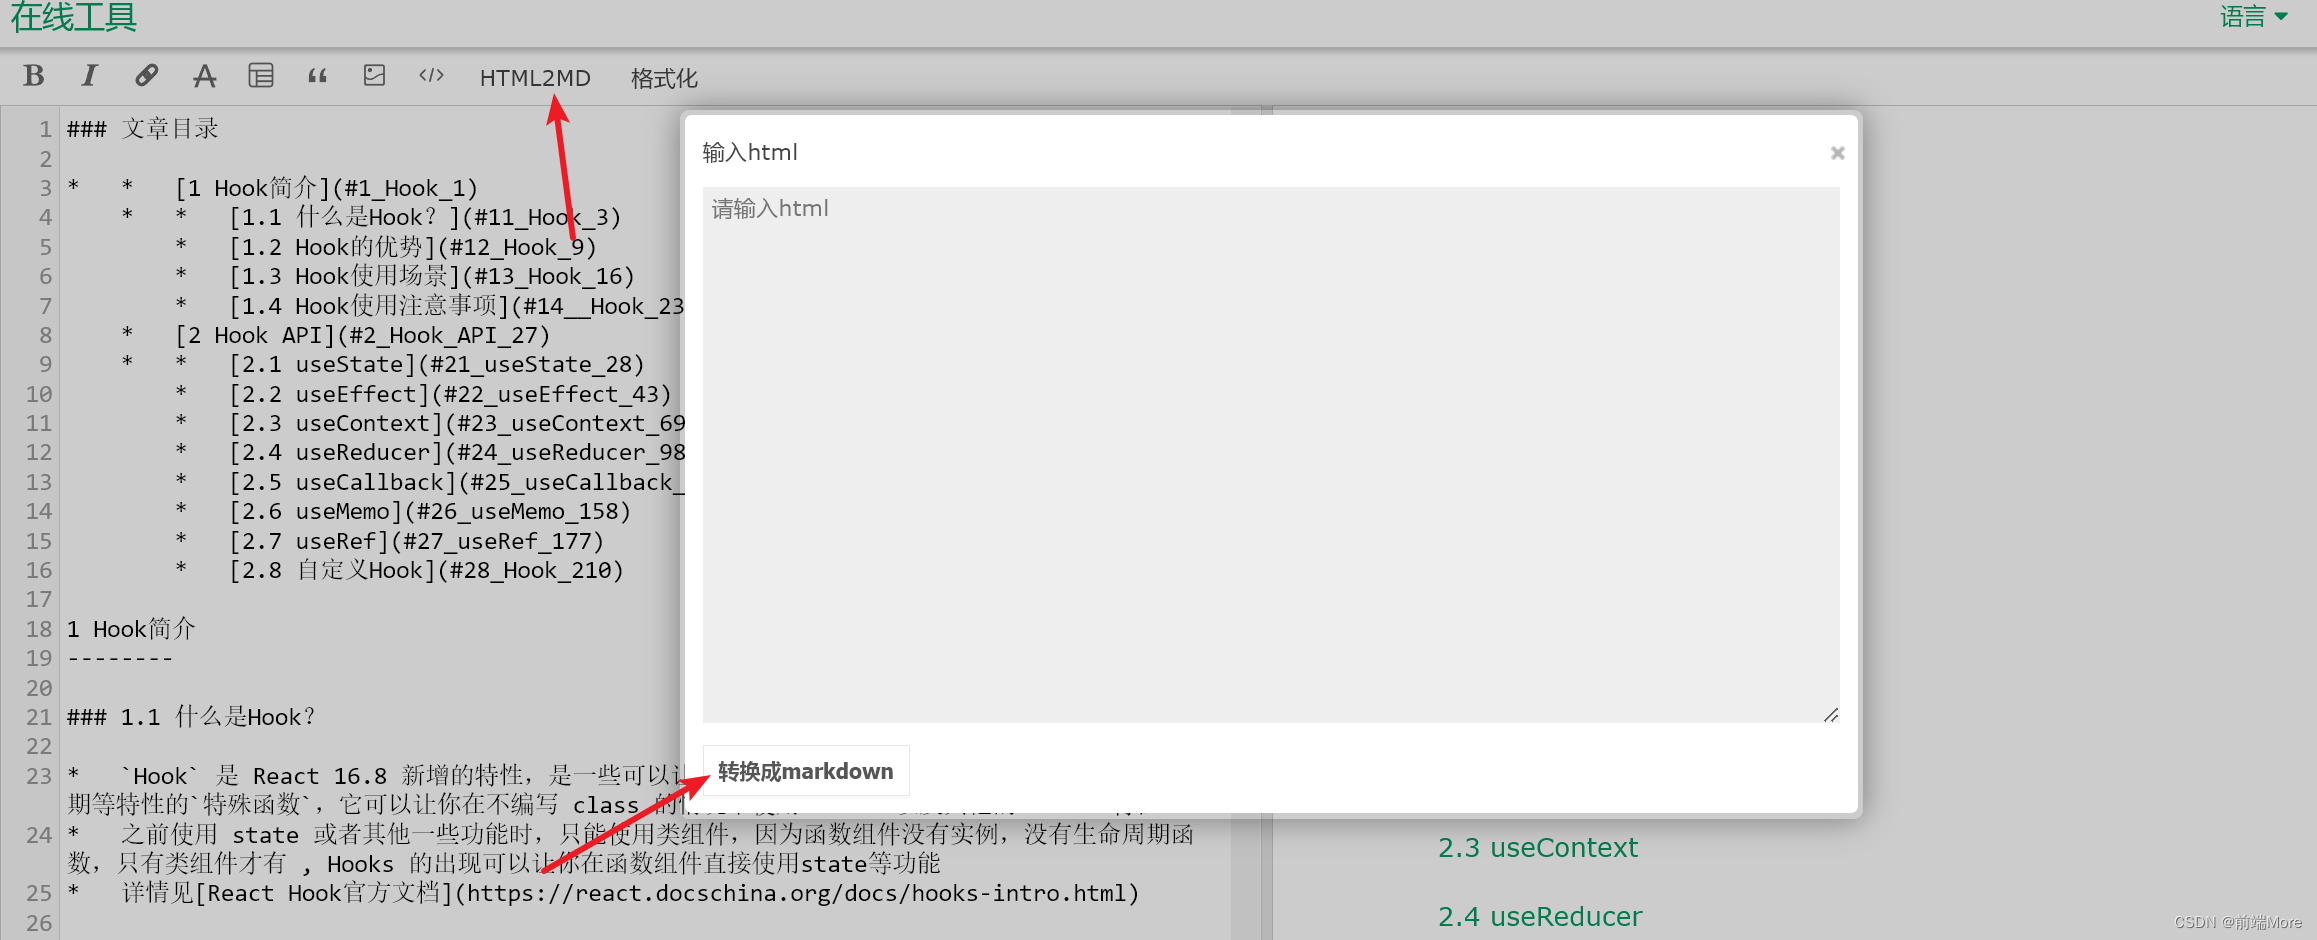 在线工具
语言
B I A HTML2MD 格式化
1 ### 文章目录
2
3 * * [1 Hook简介](#1_Hook_1)
4 * * [1.1 什么是Hook？](#11_Hook_3)
5 * [1.2 Hook的优势](#12_Hook_9)
6 * [1.3 Hook使用场景](#13_Hook_16)
7 * [1.4 Hook使用注意事项](#14__Hook_23
8 * [2 Hook API](#2_Hook_API_27)
9 * * [2.1 useState](#21_useState_28)
10 * [2.2 useEffect](#22_useEffect_43)
11 * [2.3 useContext](#23_useContext_69
12 * [2.4 useReducer](#24_useReducer_98
13 * [2.5 useCallback](#25_useCallback_
14 * [2.6 useMemo](#26_useMemo_158)
15 * [2.7 useRef](#27_useRef_177)
16 * [2.8 自定义Hook](#28_Hook_210)
17
18 1 Hook简介
19 --------
20
21 ### 1.1 什么是Hook？
22
23 * `Hook` 是 React 16.8 新增的特性，是一些可以
期等特性的`特殊函数`，它可以让你在不编写 class 的
24 * 之前使用 state 或者其他一些功能时，只能使用类组件，因为函数组件没有实例，没有生命周期函
数，只有类组件才有 , Hooks 的出现可以让你在函数组件直接使用state等功能
25 * 详情见[React Hook官方文档](https://react.docschina.org/docs/hooks-intro.html)
26
输入html
×
请输入html
转换成markdown
2.3 useContext
2.4 useReducer
CSDN @前端More